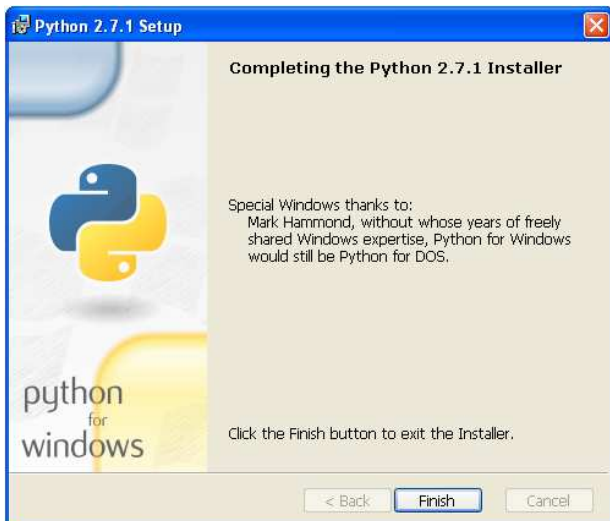 Python 2.7.1 Setup
Completing the Python 2.7.1 Installer
Special Windows thanks to:
Mark Hammond, without whose years of freely
shared Windows expertise, Python for Windows
would still be Python for DOS.
python
for
windows
Click the Finish button to exit the Installer.
< Back
Finish
Cancel